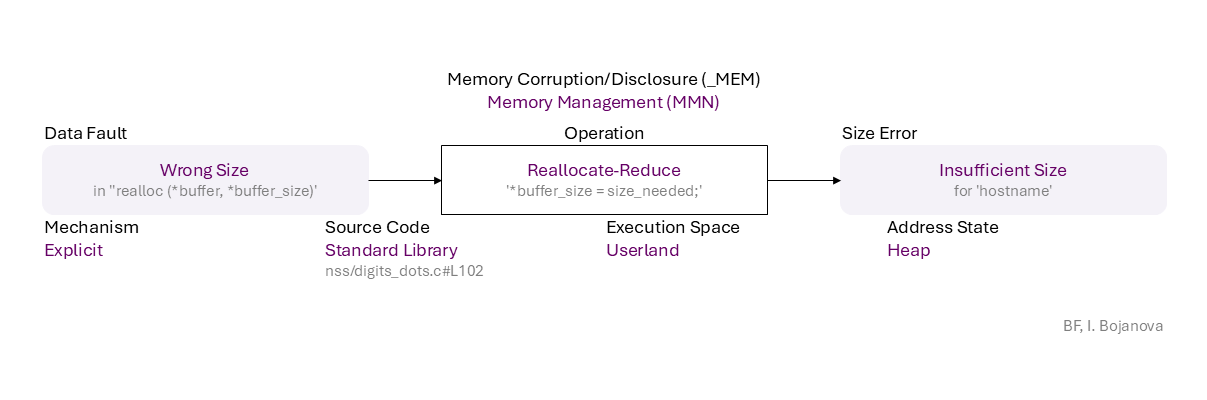 Memory Corruption/Disclosure (_MEM)
Memory Management (MMN)
Data Fault
Operation
Size Error
Wrong Size
in "realloc (*buffer, *buffer_size)'
Reallocate-Reduce
'*buffer_size = size_needed;'
Insufficient Size
for 'hostname'
Mechanism
Explicit
Source Code
Standard Library
nss/digits_dots.c#L102
Execution Space
Userland
Address State
Heap
BF, I. Bojanova